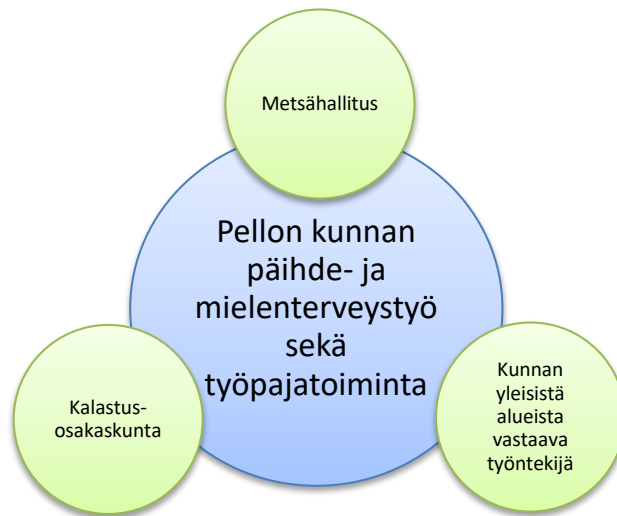 Metsähallitus
Pellon kunnan
päihde- ja
mielenterveystyö
sekä
työpajatoiminta
Kalastus-
osakaskunta
Kunnan
yleisistä
alueista
vastaava
työntekijä